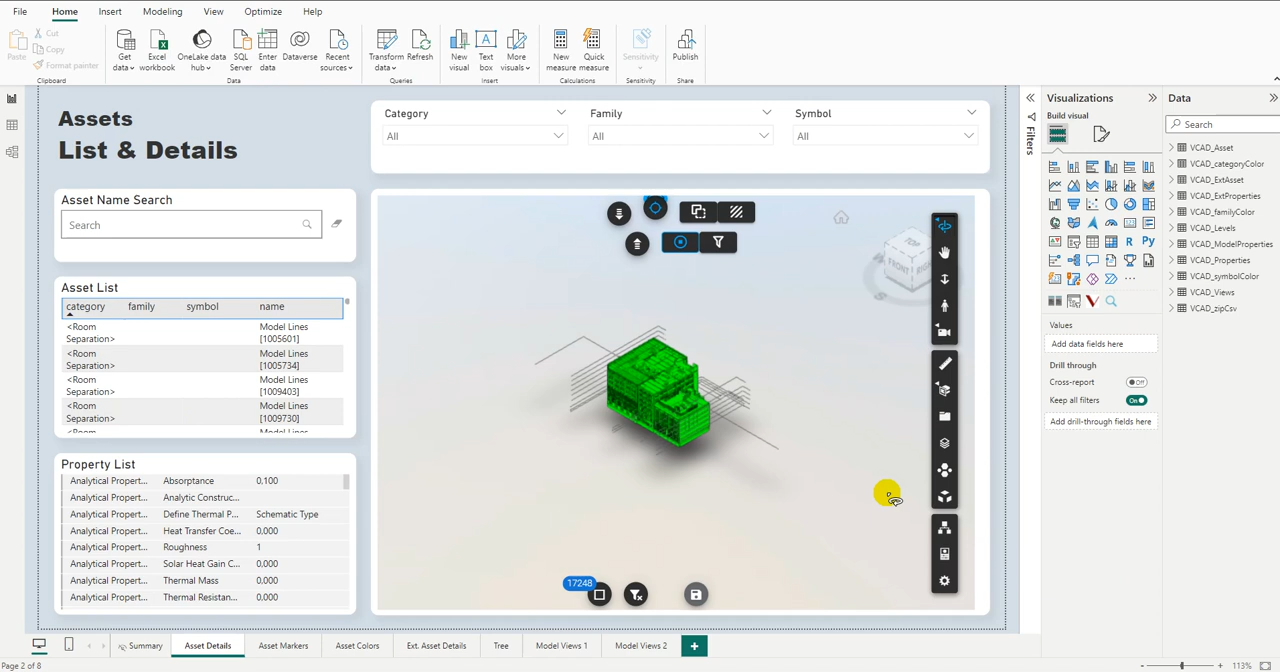 File Home Insert Modeling View Optimize Help
Paste Cut Copy Format painter
Get data Excel workbook OneLake data hub SQL Server Enter data Dataverse Recent sources
Transform data Refresh
New visual Text box More visuals
New measure Quick measure
Sensitivity
Publish
Clipboard Data Queries Insert Calculations Sensitivity Share
Assets
List & Details
Category Family Symbol
All All All
Asset Name Search
Search
Asset List
category family symbol name
<Room Separation> Model Lines [1005601]
<Room Separation> Model Lines [1005734]
<Room Separation> Model Lines [1009403]
<Room Separation> Model Lines [1009730]
Property List
Analytical Propert... Absorptance 0,100
Analytical Propert... Analytic Construc...
Analytical Propert... Define Thermal P... Schematic Type
Analytical Propert... Heat Transfer Coe... 0,000
Analytical Propert... Roughness 1
Analytical Propert... Solar Heat Gain C... 0,000
Analytical Propert... Thermal Mass 0,000
Analytical Propert... Thermal Resistan... 0,000
TOP
FRONT RIGHT
17248
Filters
Visualizations
Build visual
R Py
...
Values
Add data fields here
Drill through
Cross-report Off
Keep all filters On
Add drill-through fields here
Data
Search
VCAD_Asset
VCAD_categoryColor
VCAD_ExtAsset
VCAD_ExtProperties
VCAD_familyColor
VCAD_Levels
VCAD_ModelProperties
VCAD_Properties
VCAD_symbolColor
VCAD_Views
VCAD_zipCsv
Summary Asset Details Asset Markers Asset Colors Ext. Asset Details Tree Model Views 1 Model Views 2 +
Page 2 of 8
- + 113%